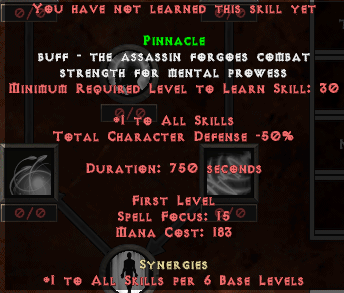 You have not learned this skill yet
Pinnacle
buff - the assassin forgoes combat
strength for mental prowess
Minimum Required Level to Learn Skill: 30
0/0
+1 to All Skills
Total Character Defense -50%
Duration: 750 seconds
0/0
0/0
First Level
Spell Focus: 15
Mana Cost: 183
Synergies
+1 to All Skills per 6 Base Levels